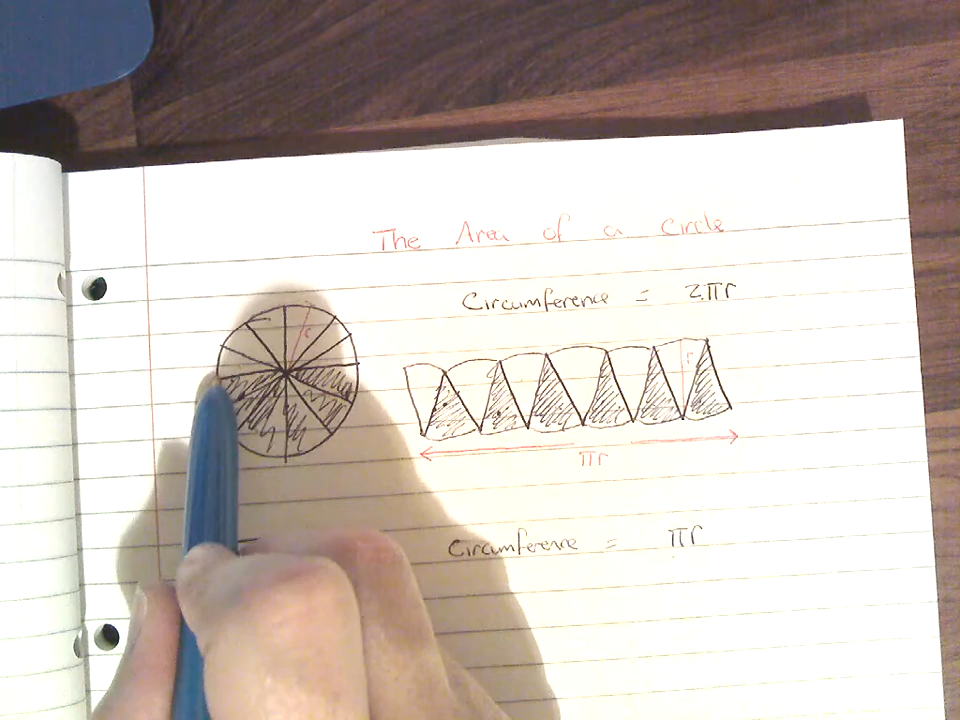 The Area of a Circle
Circumference = 2πr
r
r
πr
Circumference = πr